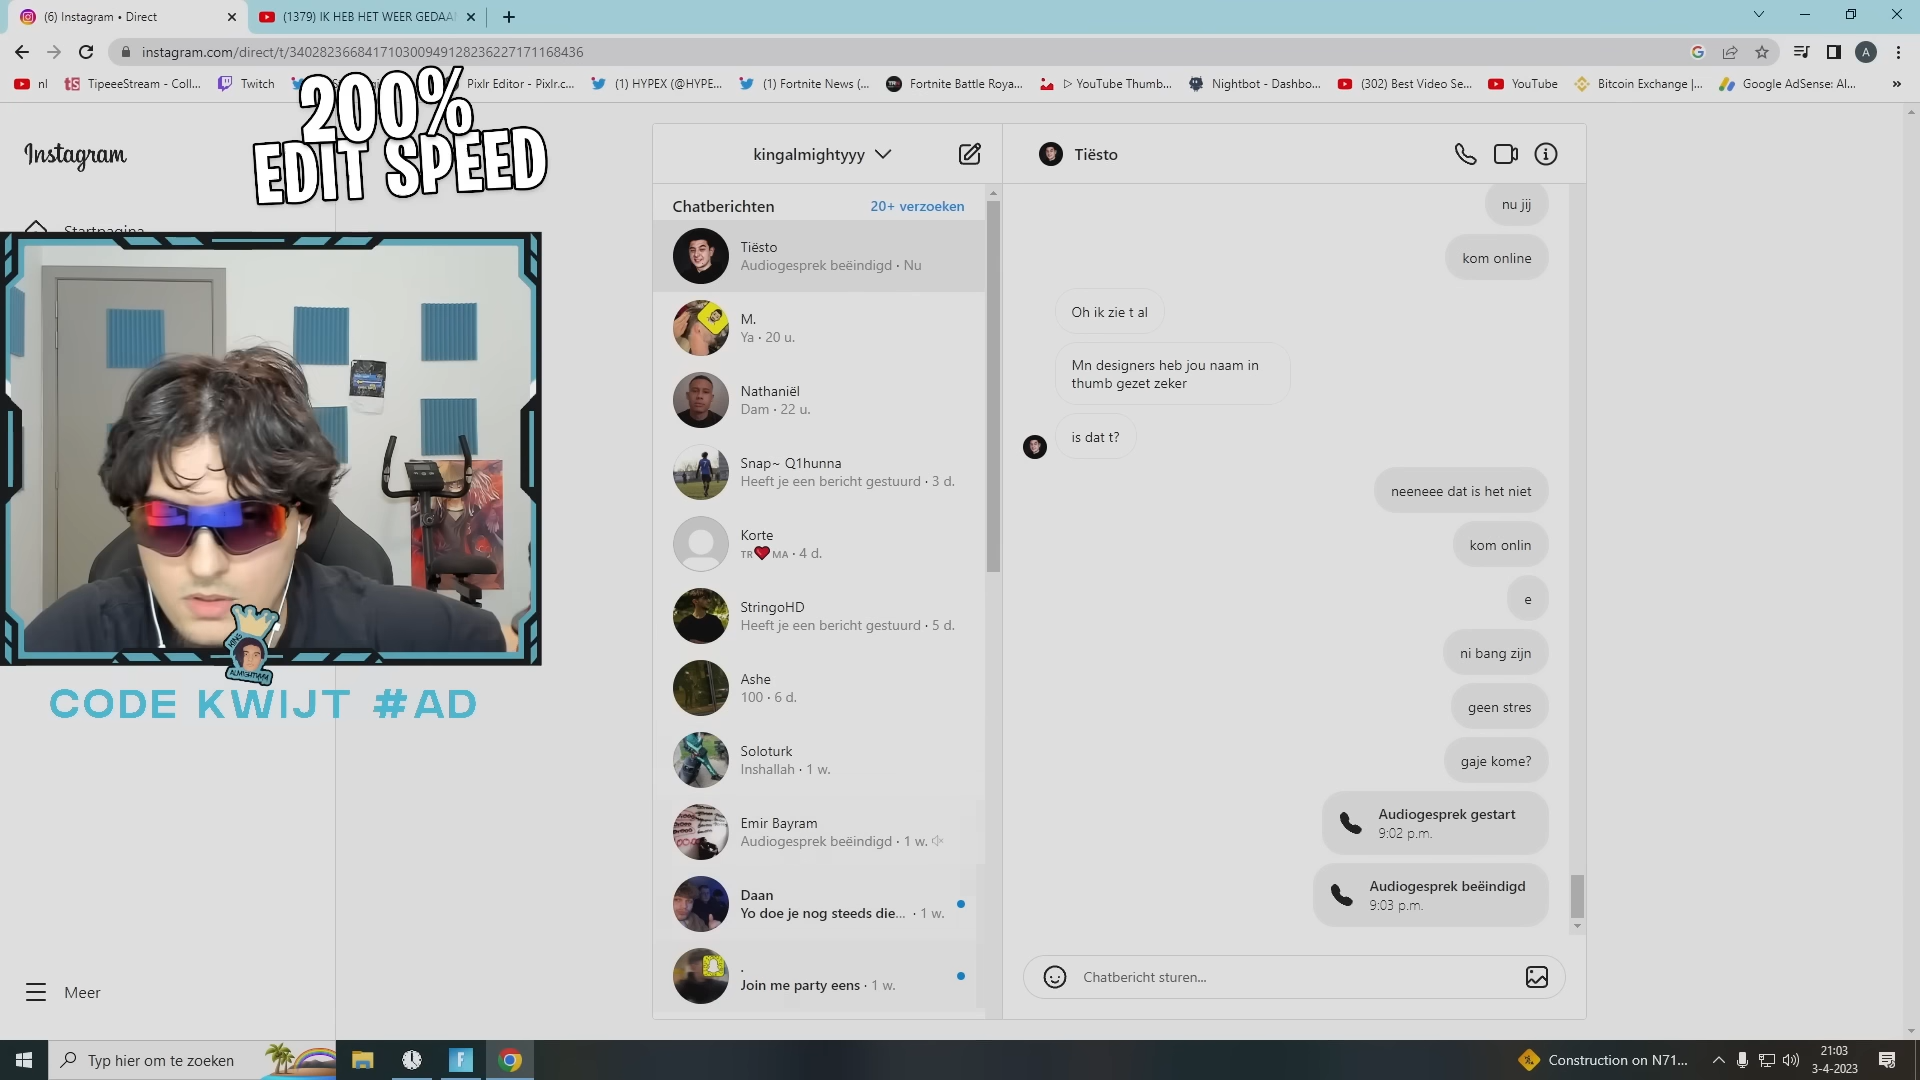 (6) Instagram • Direct
(1379) IK HEB HET WEER GEDAAN
instagram.com/direct/t/340282366841710300949128236227171168436
A
nl
TipeeeStream - Coll...
Twitch
Pixlr Editor - Pixlr.c...
(1) HYPEX (@HYPE...
(1) Fortnite News (...
Fortnite Battle Roya...
▷ YouTube Thumb...
Nightbot - Dashbo...
(302) Best Video Se...
YouTube
Bitcoin Exchange |...
Google AdSense: Al...
»
200%
EDIT SPEED
Instagram
Startpagina
KING
ALMIGHTYYY
CODE KWIJT #AD
Meer
kingalmightyyy
Chatberichten
20+ verzoeken
Tiësto
Audiogesprek beëindigd · Nu
M.
Ya · 20 u.
Nathaniël
Dam · 22 u.
Snap~ Q1hunna
Heeft je een bericht gestuurd · 3 d.
Korte
TR❤️MA · 4 d.
StringoHD
Heeft je een bericht gestuurd · 5 d.
Ashe
100 · 6 d.
Soloturk
Inshallah · 1 w.
Emir Bayram
Audiogesprek beëindigd · 1 w.
Daan
Yo doe je nog steeds die... · 1 w.
.
Join me party eens · 1 w.
Tiësto
nu jij
kom online
Oh ik zie t al
Mn designers heb jou naam in
thumb gezet zeker
is dat t?
neeneee dat is het niet
kom onlin
e
ni bang zijn
geen stres
gaje kome?
Audiogesprek gestart
9:02 p.m.
Audiogesprek beëindigd
9:03 p.m.
Chatbericht sturen...
Typ hier om te zoeken
Construction on N71...
21:03
3-4-2023